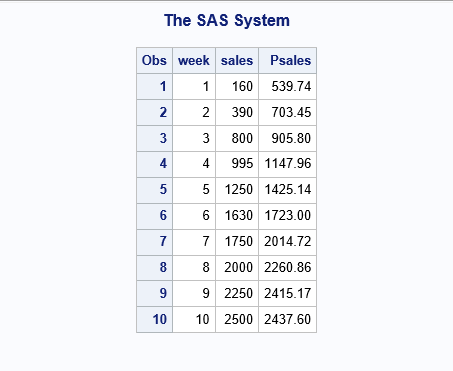 The SAS System
Obs week sales Psales
1 1 160 539.74
2 2 390 703.45
3 3 800 905.80
4 4 995 1147.96
5 5 1250 1425.14
6 6 1630 1723.00
7 7 1750 2014.72
8 8 2000 2260.86
9 9 2250 2415.17
10 10 2500 2437.60